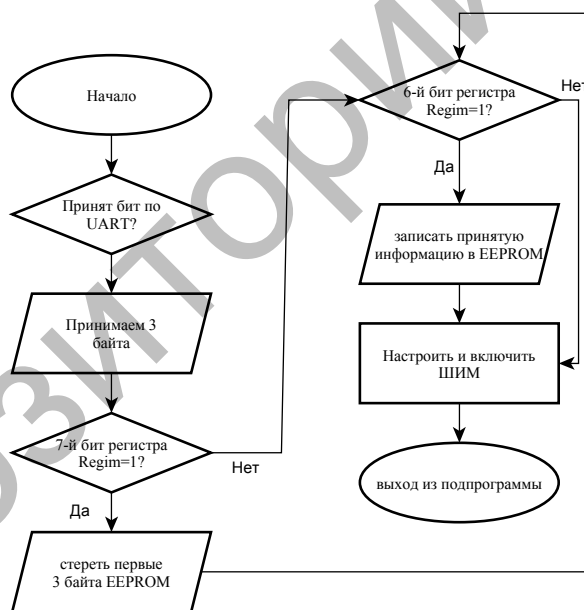 Начало
Принят бит по
UART?
Принимаем 3
байта
7-й бит регистра
Regim=1?
Нет
Да
стереть первые
3 байта EEPROM
6-й бит регистра
Regim=1?
Нет
Да
записать принятую
информацию в EEPROM
Настроить и включить
ШИМ
выход из подпрограммы